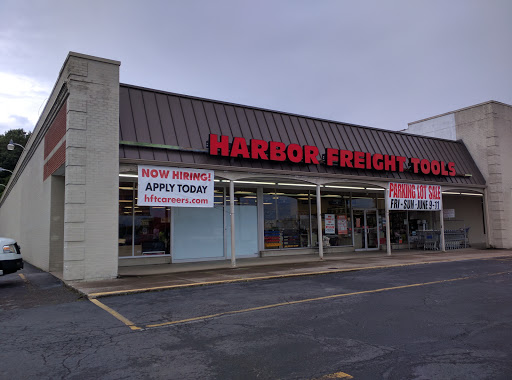 HARBOR FREIGHT TOOLS
NOW HIRING!
APPLY TODAY
hftcareers.com
PARKING LOT SALE
FRI-SUN-JUNE 9-11